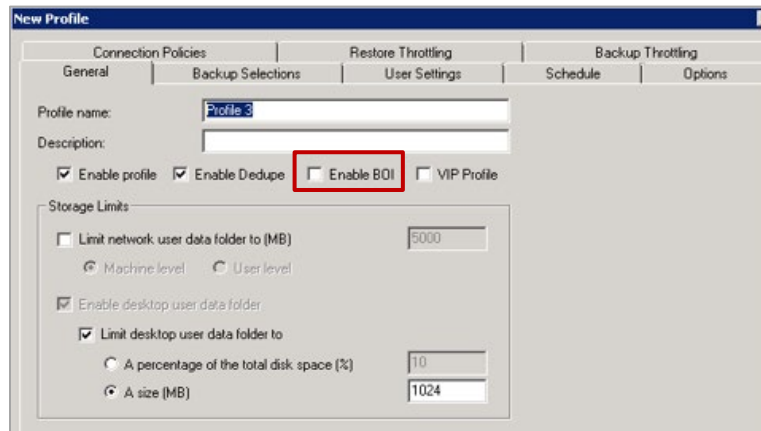 New Profile
Connection Policies Restore Throttling Backup Throttling
General Backup Selections User Settings Schedule Options
Profile name: Profile 3
Description:
Enable profile Enable Dedupe Enable BOI VIP Profile
Storage Limits
Limit network user data folder to (MB) 5000
Machine level User level
Enable desktop user data folder
Limit desktop user data folder to
A percentage of the total disk space (%) 10
A size (MB) 1024